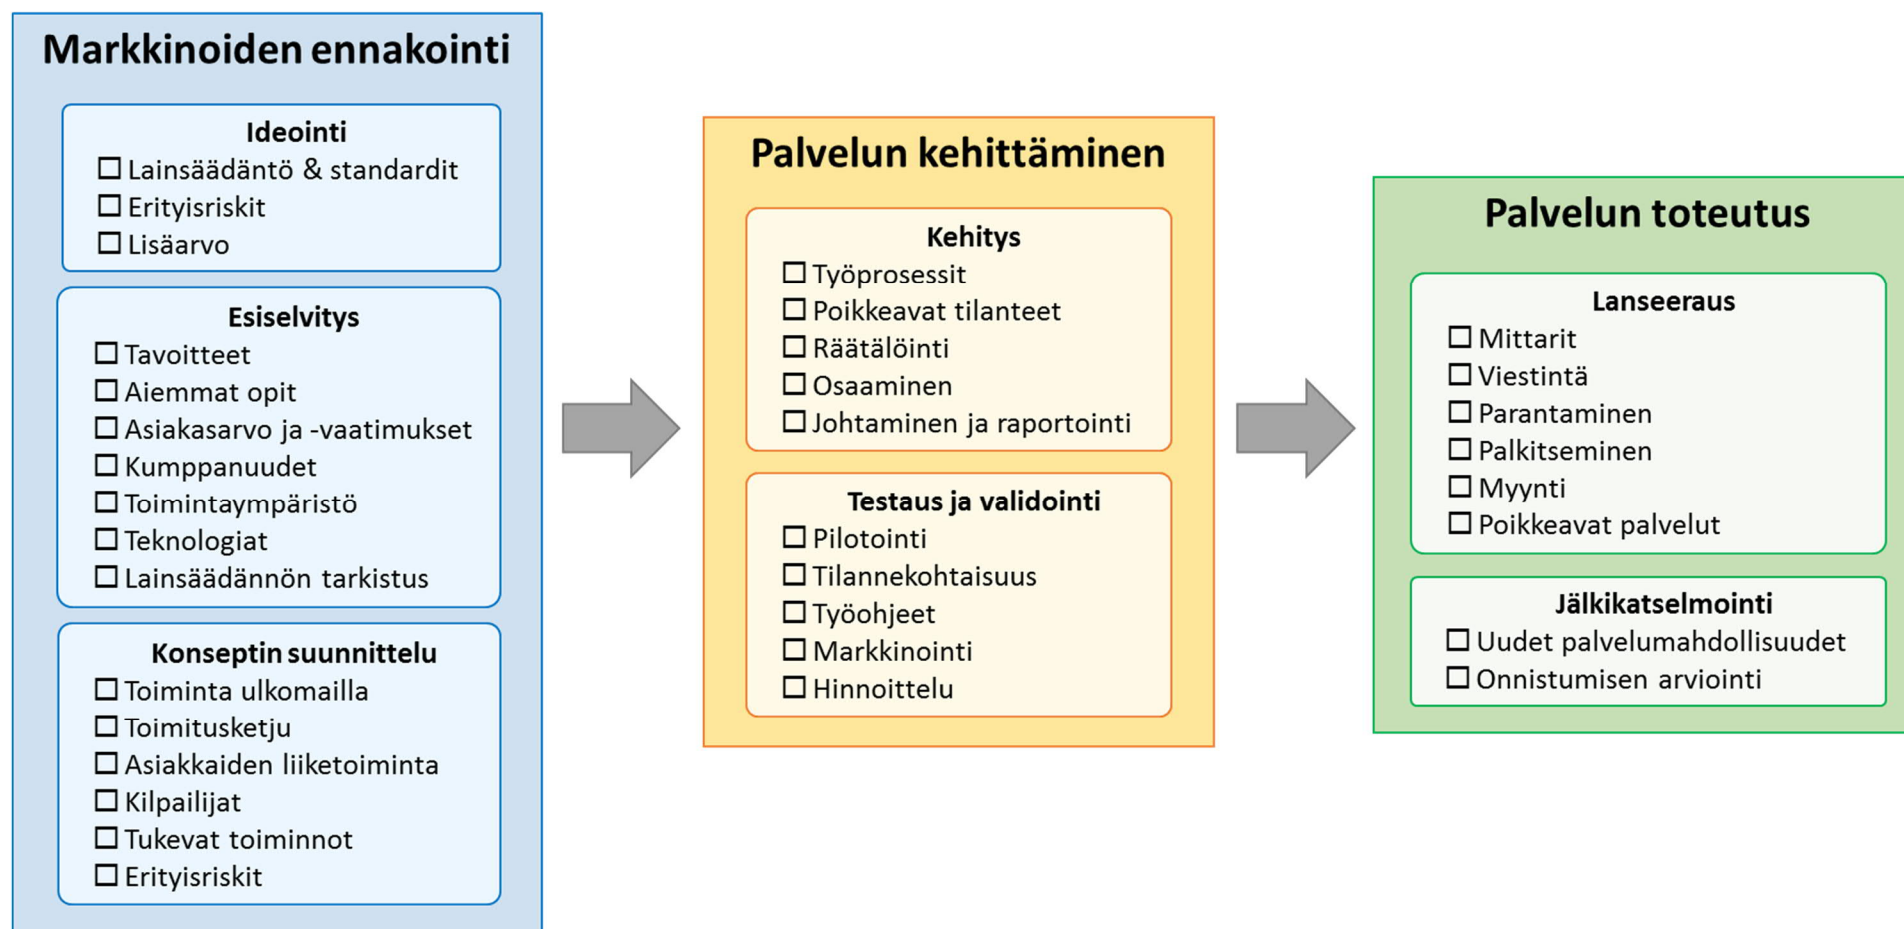 Markkinoiden ennakointi
Ideointi
☐ Lainsäädäntö & standardit
☐ Erityisriskit
☐ Lisäarvo
Esiselvitys
☐ Tavoitteet
☐ Aiemmat opit
☐ Asiakasarvo ja -vaatimukset
☐ Kumppanuudet
☐ Toimintaympäristö
☐ Teknologiat
☐ Lainsäädännön tarkistus
Konseptin suunnittelu
☐ Toiminta ulkomailla
☐ Toimitusketju
☐ Asiakkaiden liiketoiminta
☐ Kilpailijat
☐ Tukevat toiminnot
☐ Erityisriskit
Palvelun kehittäminen
Kehitys
☐ Työprosessit
☐ Poikkeavat tilanteet
☐ Räätälöinti
☐ Osaaminen
☐ Johtaminen ja raportointi
Testaus ja validointi
☐ Pilotointi
☐ Tilannekohtaisuus
☐ Työohjeet
☐ Markkinointi
☐ Hinnoittelu
Palvelun toteutus
Lanseeraus
☐ Mittarit
☐ Viestintä
☐ Parantaminen
☐ Palkitseminen
☐ Myynti
☐ Poikkeavat palvelut
Jälkikatselmointi
☐ Uudet palvelumahdollisuudet
☐ Onnistumisen arviointi